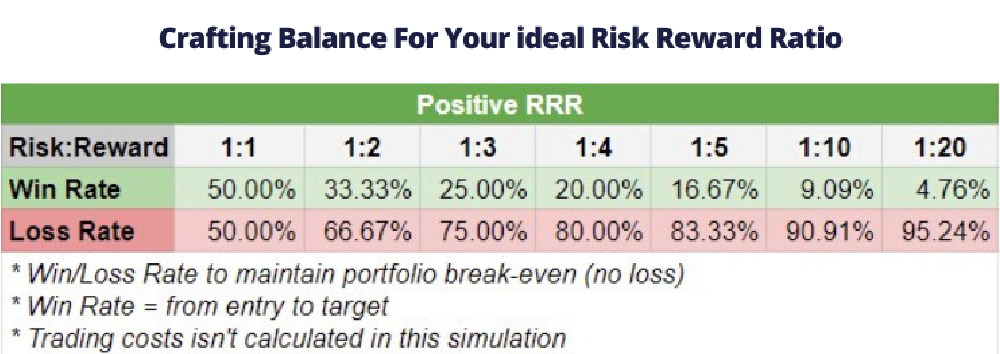 Crafting Balance For Your ideal Risk Reward Ratio
Positive RRR
Risk:Reward 1:1 1:2 1:3 1:4 1:5 1:10 1:20
Win Rate 50.00% 33.33% 25.00% 20.00% 16.67% 9.09% 4.76%
Loss Rate 50.00% 66.67% 75.00% 80.00% 83.33% 90.91% 95.24%
* Win/Loss Rate to maintain portfolio break-even (no loss)
* Win Rate = from entry to target
* Trading costs isn't calculated in this simulation